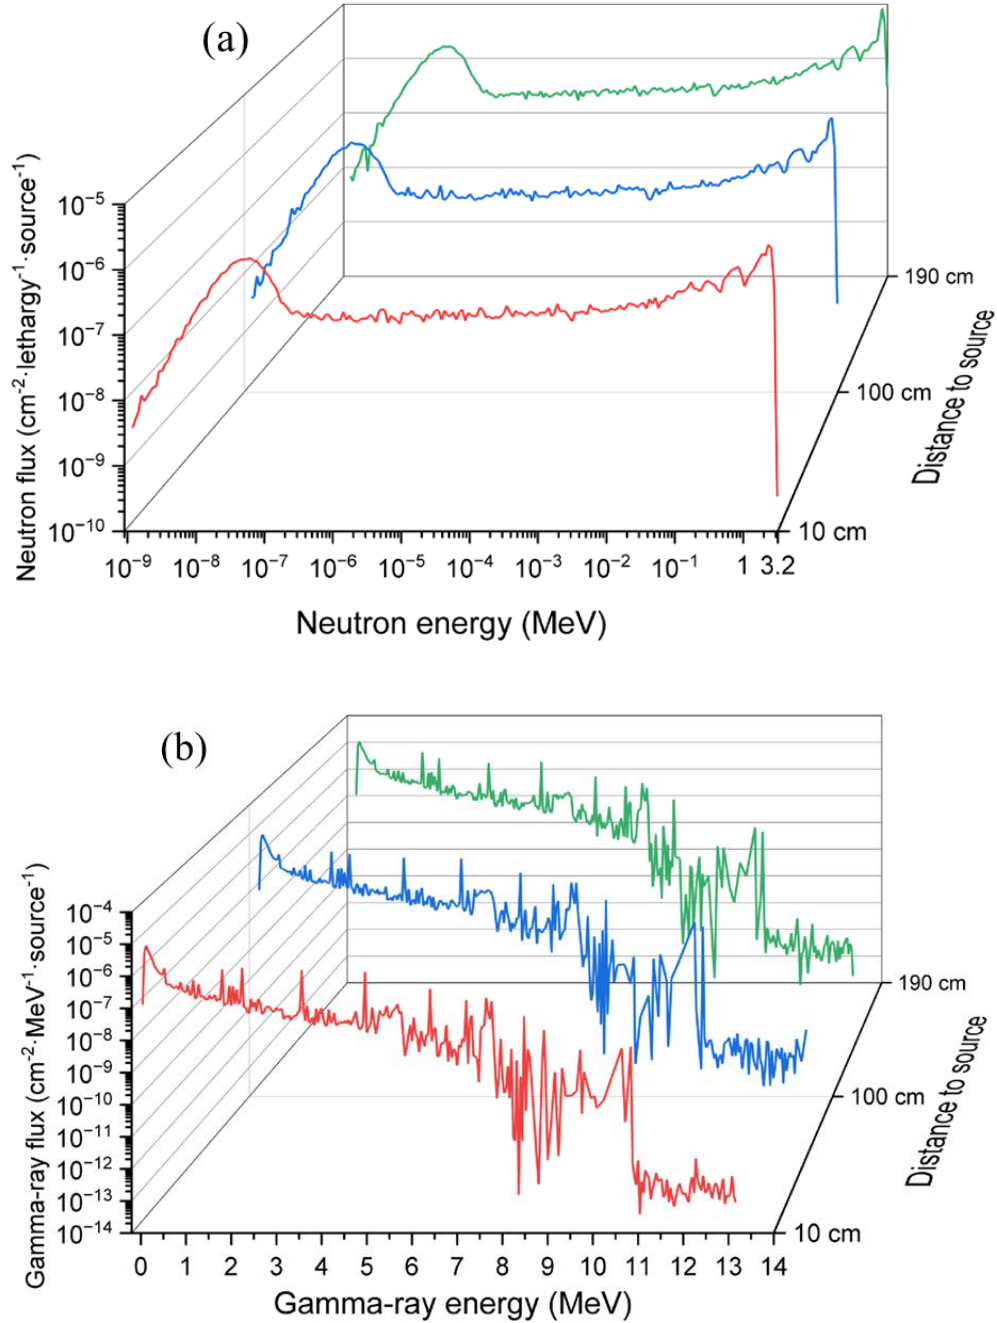 (a)
Neutron flux (cm⁻²·lethargy⁻¹·source⁻¹)
10⁻⁵
10⁻⁶
10⁻⁷
10⁻⁸
10⁻⁹
10⁻¹⁰
190 cm
100 cm
10 cm
Distance to source
10⁻⁹ 10⁻⁸ 10⁻⁷ 10⁻⁶ 10⁻⁵ 10⁻⁴ 10⁻³ 10⁻² 10⁻¹ 1 3.2
Neutron energy (MeV)
(b)
Gamma-ray flux (cm⁻²·MeV⁻¹·source⁻¹)
10⁻⁴
10⁻⁵
10⁻⁶
10⁻⁷
10⁻⁸
10⁻⁹
10⁻¹⁰
10⁻¹¹
10⁻¹²
10⁻¹³
10⁻¹⁴
190 cm
100 cm
10 cm
Distance to source
0 1 2 3 4 5 6 7 8 9 10 11 12 13 14
Gamma-ray energy (MeV)